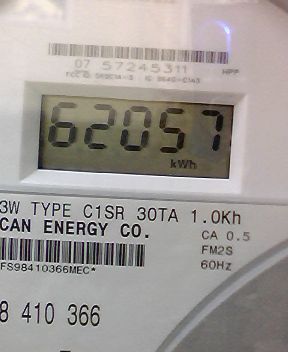 07 57245311 HPP
62057
kWh
3W TYPE C1SR 30TA 1.0Kh
CAN ENERGY CO. CA 0.5
FM2S
FS98410366MEC* 60Hz
8 410 366